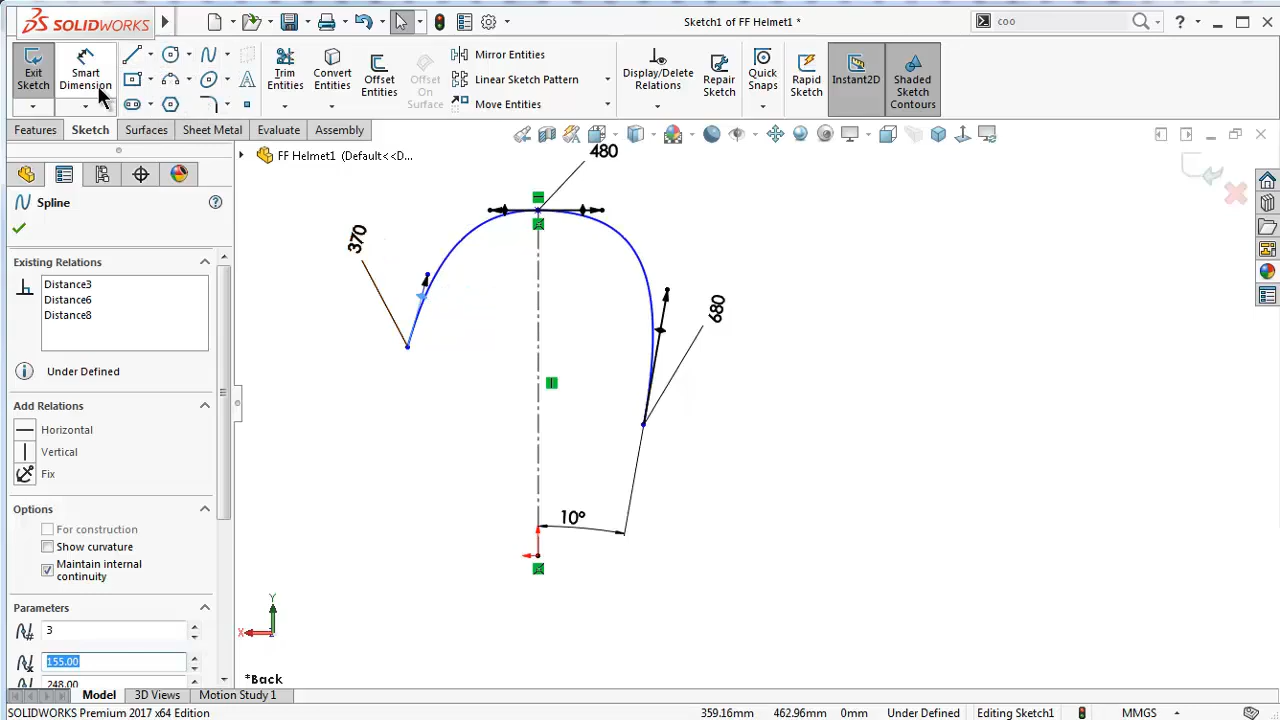 SOLIDWORKS
Sketch1 of FF Helmet1 *
coo
Exit Sketch
Smart Dimension
Trim Entities
Convert Entities
Offset Entities
Offset On Surface
Mirror Entities
Linear Sketch Pattern
Move Entities
Display/Delete Relations
Repair Sketch
Quick Snaps
Rapid Sketch
Instant2D
Shaded Sketch Contours
Features
Sketch
Surfaces
Sheet Metal
Evaluate
Assembly
FF Helmet1 (Default<<D...
Spline
Existing Relations
Distance3
Distance6
Distance8
Under Defined
Add Relations
Horizontal
Vertical
Fix
Options
For construction
Show curvature
Maintain internal
continuity
Parameters
3
155.00
248.00
480
370
680
10°
Y
X
*Back
Model
3D Views
Motion Study 1
SOLIDWORKS Premium 2017 x64 Edition
359.16mm
462.96mm
0mm
Under Defined
Editing Sketch1
MMGS